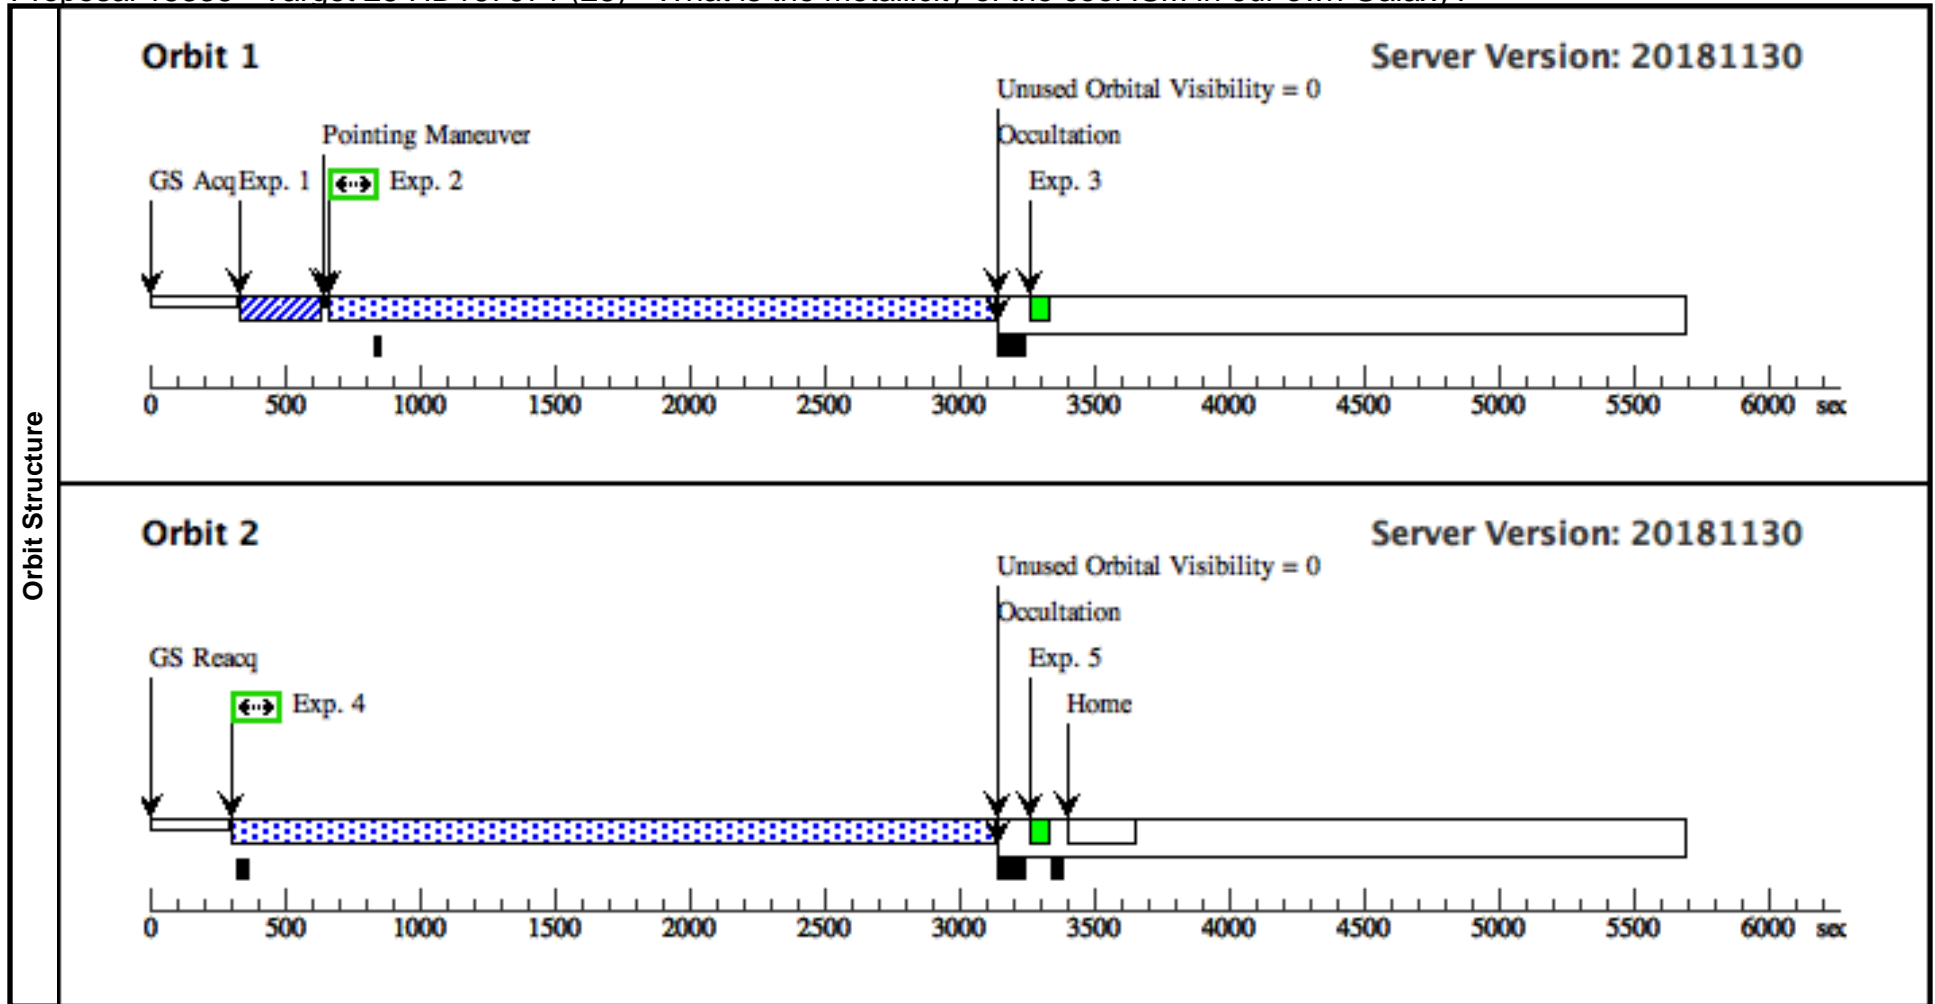 Orbit Structure
Orbit 1
Server Version: 20181130
Unused Orbital Visibility = 0
Pointing Maneuver
Occultation
GS Acq Exp. 1
Exp. 2
Exp. 3
0 500 1000 1500 2000 2500 3000 3500 4000 4500 5000 5500 6000 sec
Orbit 2
Server Version: 20181130
Unused Orbital Visibility = 0
Occultation
GS Reacq
Exp. 5
Exp. 4
Home
0 500 1000 1500 2000 2500 3000 3500 4000 4500 5000 5500 6000 sec